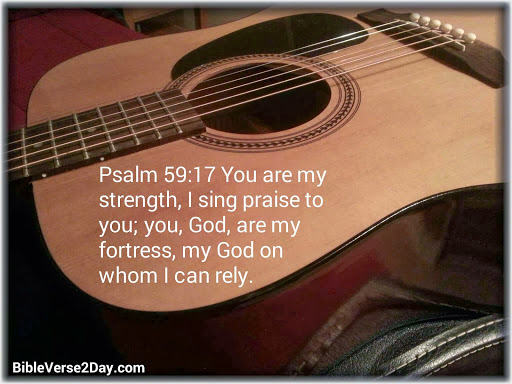 Psalm 59:17 You are my
strength, I sing praise to
you; you, God, are my
fortress, my God on
whom I can rely.
BibleVerse2Day.com